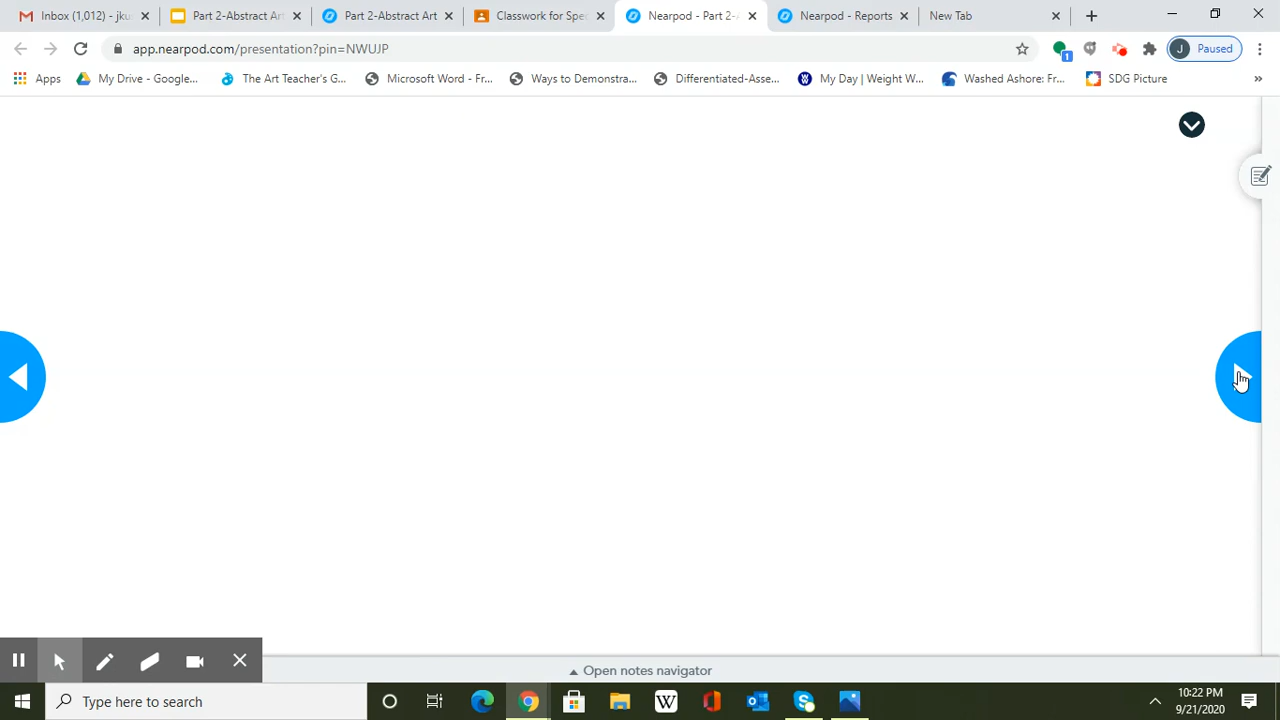 Inbox (1,012) - jku
Part 2-Abstract Art
Part 2-Abstract Art
Classwork for Spe
Nearpod - Part 2-
Nearpod - Reports
New Tab
app.nearpod.com/presentation?pin=NWUJP
1
J
Paused
Apps
My Drive - Google...
The Art Teacher's G...
Microsoft Word - Fr...
Ways to Demonstra...
Differentiated-Asse...
My Day | Weight W...
Washed Ashore: Fr...
SDG Picture
»
Open notes navigator
Type here to search
W
10:22 PM
9/21/2020